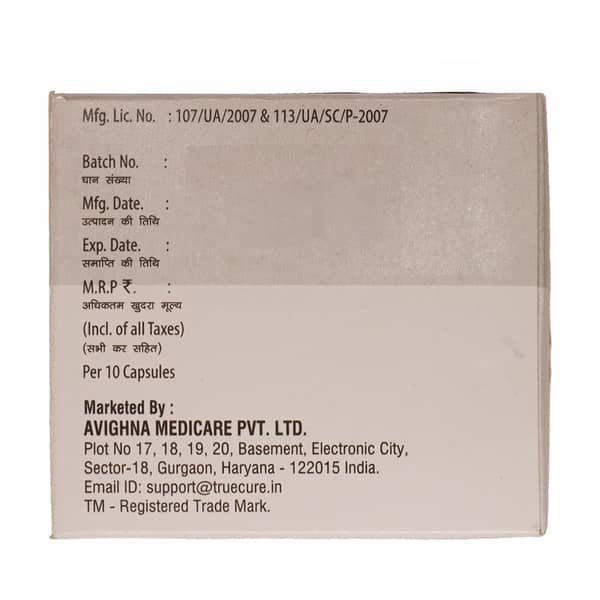 Mfg. Lic. No. : 107/UA/2007 & 113/UA/SC/P-2007
Batch No. :
घान संख्या
Mfg. Date. :
उत्पादन की तिथि
Exp. Date. :
समाप्ति की तिथि
M.R.P ₹. :
अधिकतम खुदरा मूल्य
(Incl. of all Taxes)
(सभी कर सहित)
Per 10 Capsules
Marketed By :
AVIGHNA MEDICARE PVT. LTD.
Plot No 17, 18, 19, 20, Basement, Electronic City,
Sector-18, Gurgaon, Haryana - 122015 India.
Email ID: support@truecure.in
TM - Registered Trade Mark.